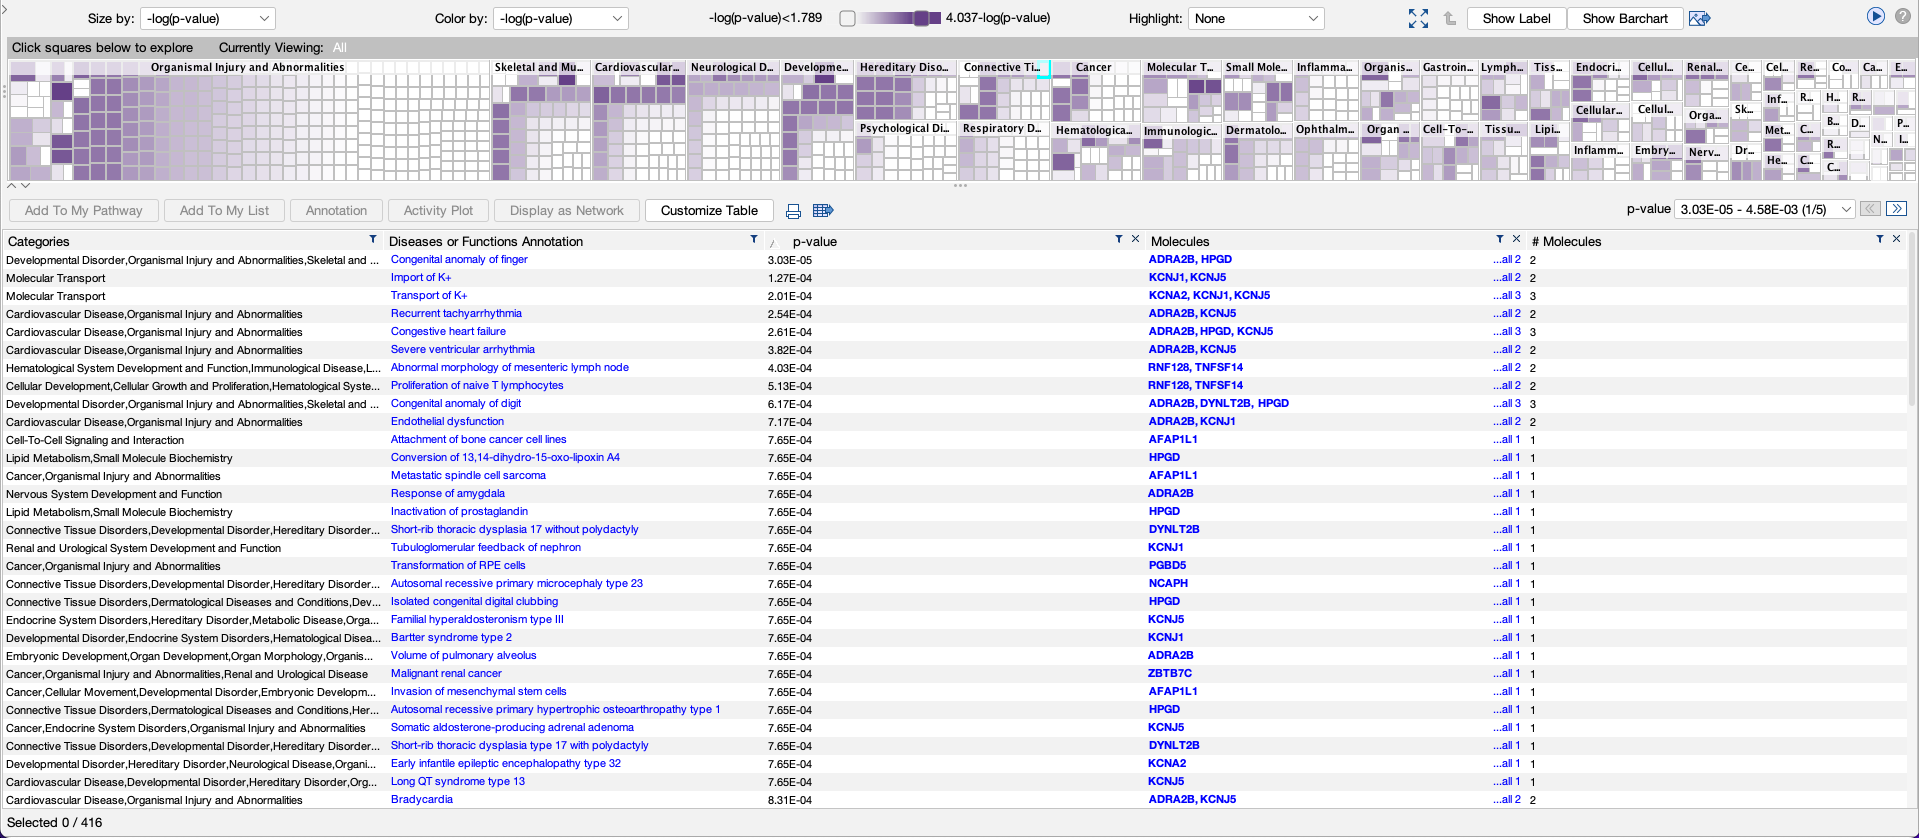 Size by: -log(p-value) Color by: -log(p-value) -log(p-value)<1.789 4.037-log(p-value) Highlight: None Show Label Show Barchart
Click squares below to explore Currently Viewing: All
Organismal Injury and Abnormalities Skeletal and Mu... Cardiovascular... Neurological D... Developme... Hereditary Diso... Connective Ti... Cancer Molecular T... Small Mole... Inflamma... Organis... Gastroin... Lymph... Tiss... Endocri... Cellul... Renal... Ce... Cel... Re... Co... Ca... E...
Inf... R... H... R...
Cellular... Cellul... Sk...
Orga...
B... D... P...
Psychological Di... Respiratory D... Hematologica... Immunologic... Dermatolo... Ophthalm... Organ ... Cell-To-... Tissu... Lipi... Met... C...
N... I...
Inflamm... Embry... Nerv... Dr... R...
He... C... C...
Add To My Pathway Add To My List Annotation Activity Plot Display as Network Customize Table p-value 3.03E-05 - 4.58E-03 (1/5)
Categories Diseases or Functions Annotation p-value Molecules # Molecules
Developmental Disorder,Organismal Injury and Abnormalities,Skeletal and ... Congenital anomaly of finger 3.03E-05 ADRA2B, HPGD ...all 2 2
Molecular Transport Import of K+ 1.27E-04 KCNJ1, KCNJ5 ...all 2 2
Molecular Transport Transport of K+ 2.01E-04 KCNA2, KCNJ1, KCNJ5 ...all 3 3
Cardiovascular Disease,Organismal Injury and Abnormalities Recurrent tachyarrhythmia 2.54E-04 ADRA2B, KCNJ5 ...all 2 2
Cardiovascular Disease,Organismal Injury and Abnormalities Congestive heart failure 2.61E-04 ADRA2B, HPGD, KCNJ5 ...all 3 3
Cardiovascular Disease,Organismal Injury and Abnormalities Severe ventricular arrhythmia 3.82E-04 ADRA2B, KCNJ5 ...all 2 2
Hematological System Development and Function,Immunological Disease,L... Abnormal morphology of mesenteric lymph node 4.03E-04 RNF128, TNFSF14 ...all 2 2
Cellular Development,Cellular Growth and Proliferation,Hematological Syste... Proliferation of naive T lymphocytes 5.13E-04 RNF128, TNFSF14 ...all 2 2
Developmental Disorder,Organismal Injury and Abnormalities,Skeletal and ... Congenital anomaly of digit 6.17E-04 ADRA2B, DYNLT2B, HPGD ...all 3 3
Cardiovascular Disease,Organismal Injury and Abnormalities Endothelial dysfunction 7.17E-04 ADRA2B, KCNJ1 ...all 2 2
Cell-To-Cell Signaling and Interaction Attachment of bone cancer cell lines 7.65E-04 AFAP1L1 ...all 1 1
Lipid Metabolism,Small Molecule Biochemistry Conversion of 13,14-dihydro-15-oxo-lipoxin A4 7.65E-04 HPGD ...all 1 1
Cancer,Organismal Injury and Abnormalities Metastatic spindle cell sarcoma 7.65E-04 AFAP1L1 ...all 1 1
Nervous System Development and Function Response of amygdala 7.65E-04 ADRA2B ...all 1 1
Lipid Metabolism,Small Molecule Biochemistry Inactivation of prostaglandin 7.65E-04 HPGD ...all 1 1
Connective Tissue Disorders,Developmental Disorder,Hereditary Disorder... Short-rib thoracic dysplasia 17 without polydactyly 7.65E-04 DYNLT2B ...all 1 1
Renal and Urological System Development and Function Tubuloglomerular feedback of nephron 7.65E-04 KCNJ1 ...all 1 1
Cancer,Organismal Injury and Abnormalities Transformation of RPE cells 7.65E-04 PGBD5 ...all 1 1
Connective Tissue Disorders,Developmental Disorder,Hereditary Disorder... Autosomal recessive primary microcephaly type 23 7.65E-04 NCAPH ...all 1 1
Connective Tissue Disorders,Dermatological Diseases and Conditions,Dev... Isolated congenital digital clubbing 7.65E-04 HPGD ...all 1 1
Endocrine System Disorders,Hereditary Disorder,Metabolic Disease,Orga... Familial hyperaldosteronism type III 7.65E-04 KCNJ5 ...all 1 1
Developmental Disorder,Endocrine System Disorders,Hematological Disea... Bartter syndrome type 2 7.65E-04 KCNJ1 ...all 1 1
Embryonic Development,Organ Development,Organ Morphology,Organis... Volume of pulmonary alveolus 7.65E-04 ADRA2B ...all 1 1
Cancer,Organismal Injury and Abnormalities,Renal and Urological Disease Malignant renal cancer 7.65E-04 ZBTB7C ...all 1 1
Cancer,Cellular Movement,Developmental Disorder,Embryonic Developm... Invasion of mesenchymal stem cells 7.65E-04 AFAP1L1 ...all 1 1
Connective Tissue Disorders,Dermatological Diseases and Conditions,Her... Autosomal recessive primary hypertrophic osteoarthropathy type 1 7.65E-04 HPGD ...all 1 1
Cancer,Endocrine System Disorders,Organismal Injury and Abnormalities Somatic aldosterone-producing adrenal adenoma 7.65E-04 KCNJ5 ...all 1 1
Connective Tissue Disorders,Developmental Disorder,Hereditary Disorder... Short-rib thoracic dysplasia type 17 with polydactyly 7.65E-04 DYNLT2B ...all 1 1
Developmental Disorder,Hereditary Disorder,Neurological Disease,Organi... Early infantile epileptic encephalopathy type 32 7.65E-04 KCNA2 ...all 1 1
Cardiovascular Disease,Developmental Disorder,Hereditary Disorder,Org... Long QT syndrome type 13 7.65E-04 KCNJ5 ...all 1 1
Cardiovascular Disease,Organismal Injury and Abnormalities Bradycardia 8.31E-04 ADRA2B, KCNJ5 ...all 2 2
Selected 0 / 416